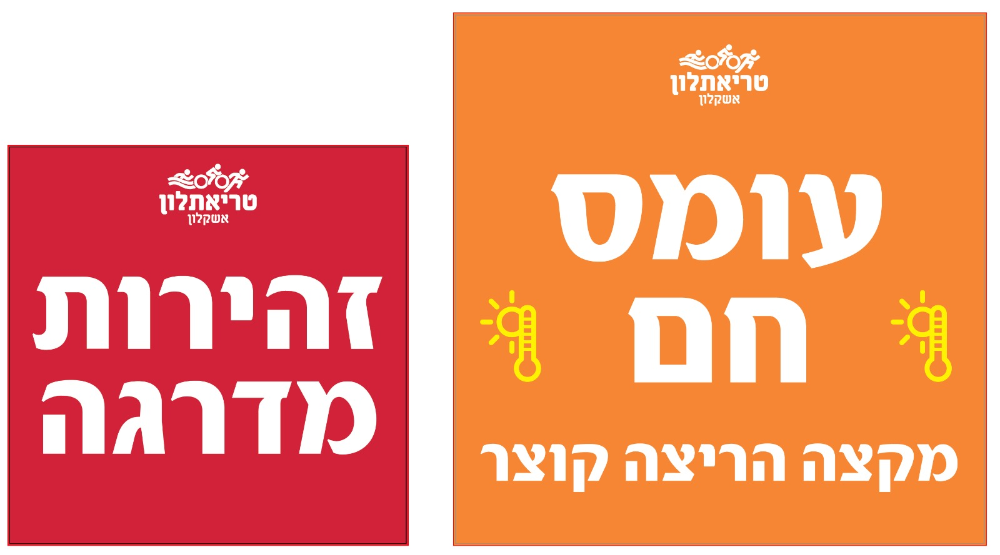 טריאתלון
אשקלון
עומס
חם
מקצה הריצה קוצר
טריאתלון
אשקלון
זהירות
מדרגה